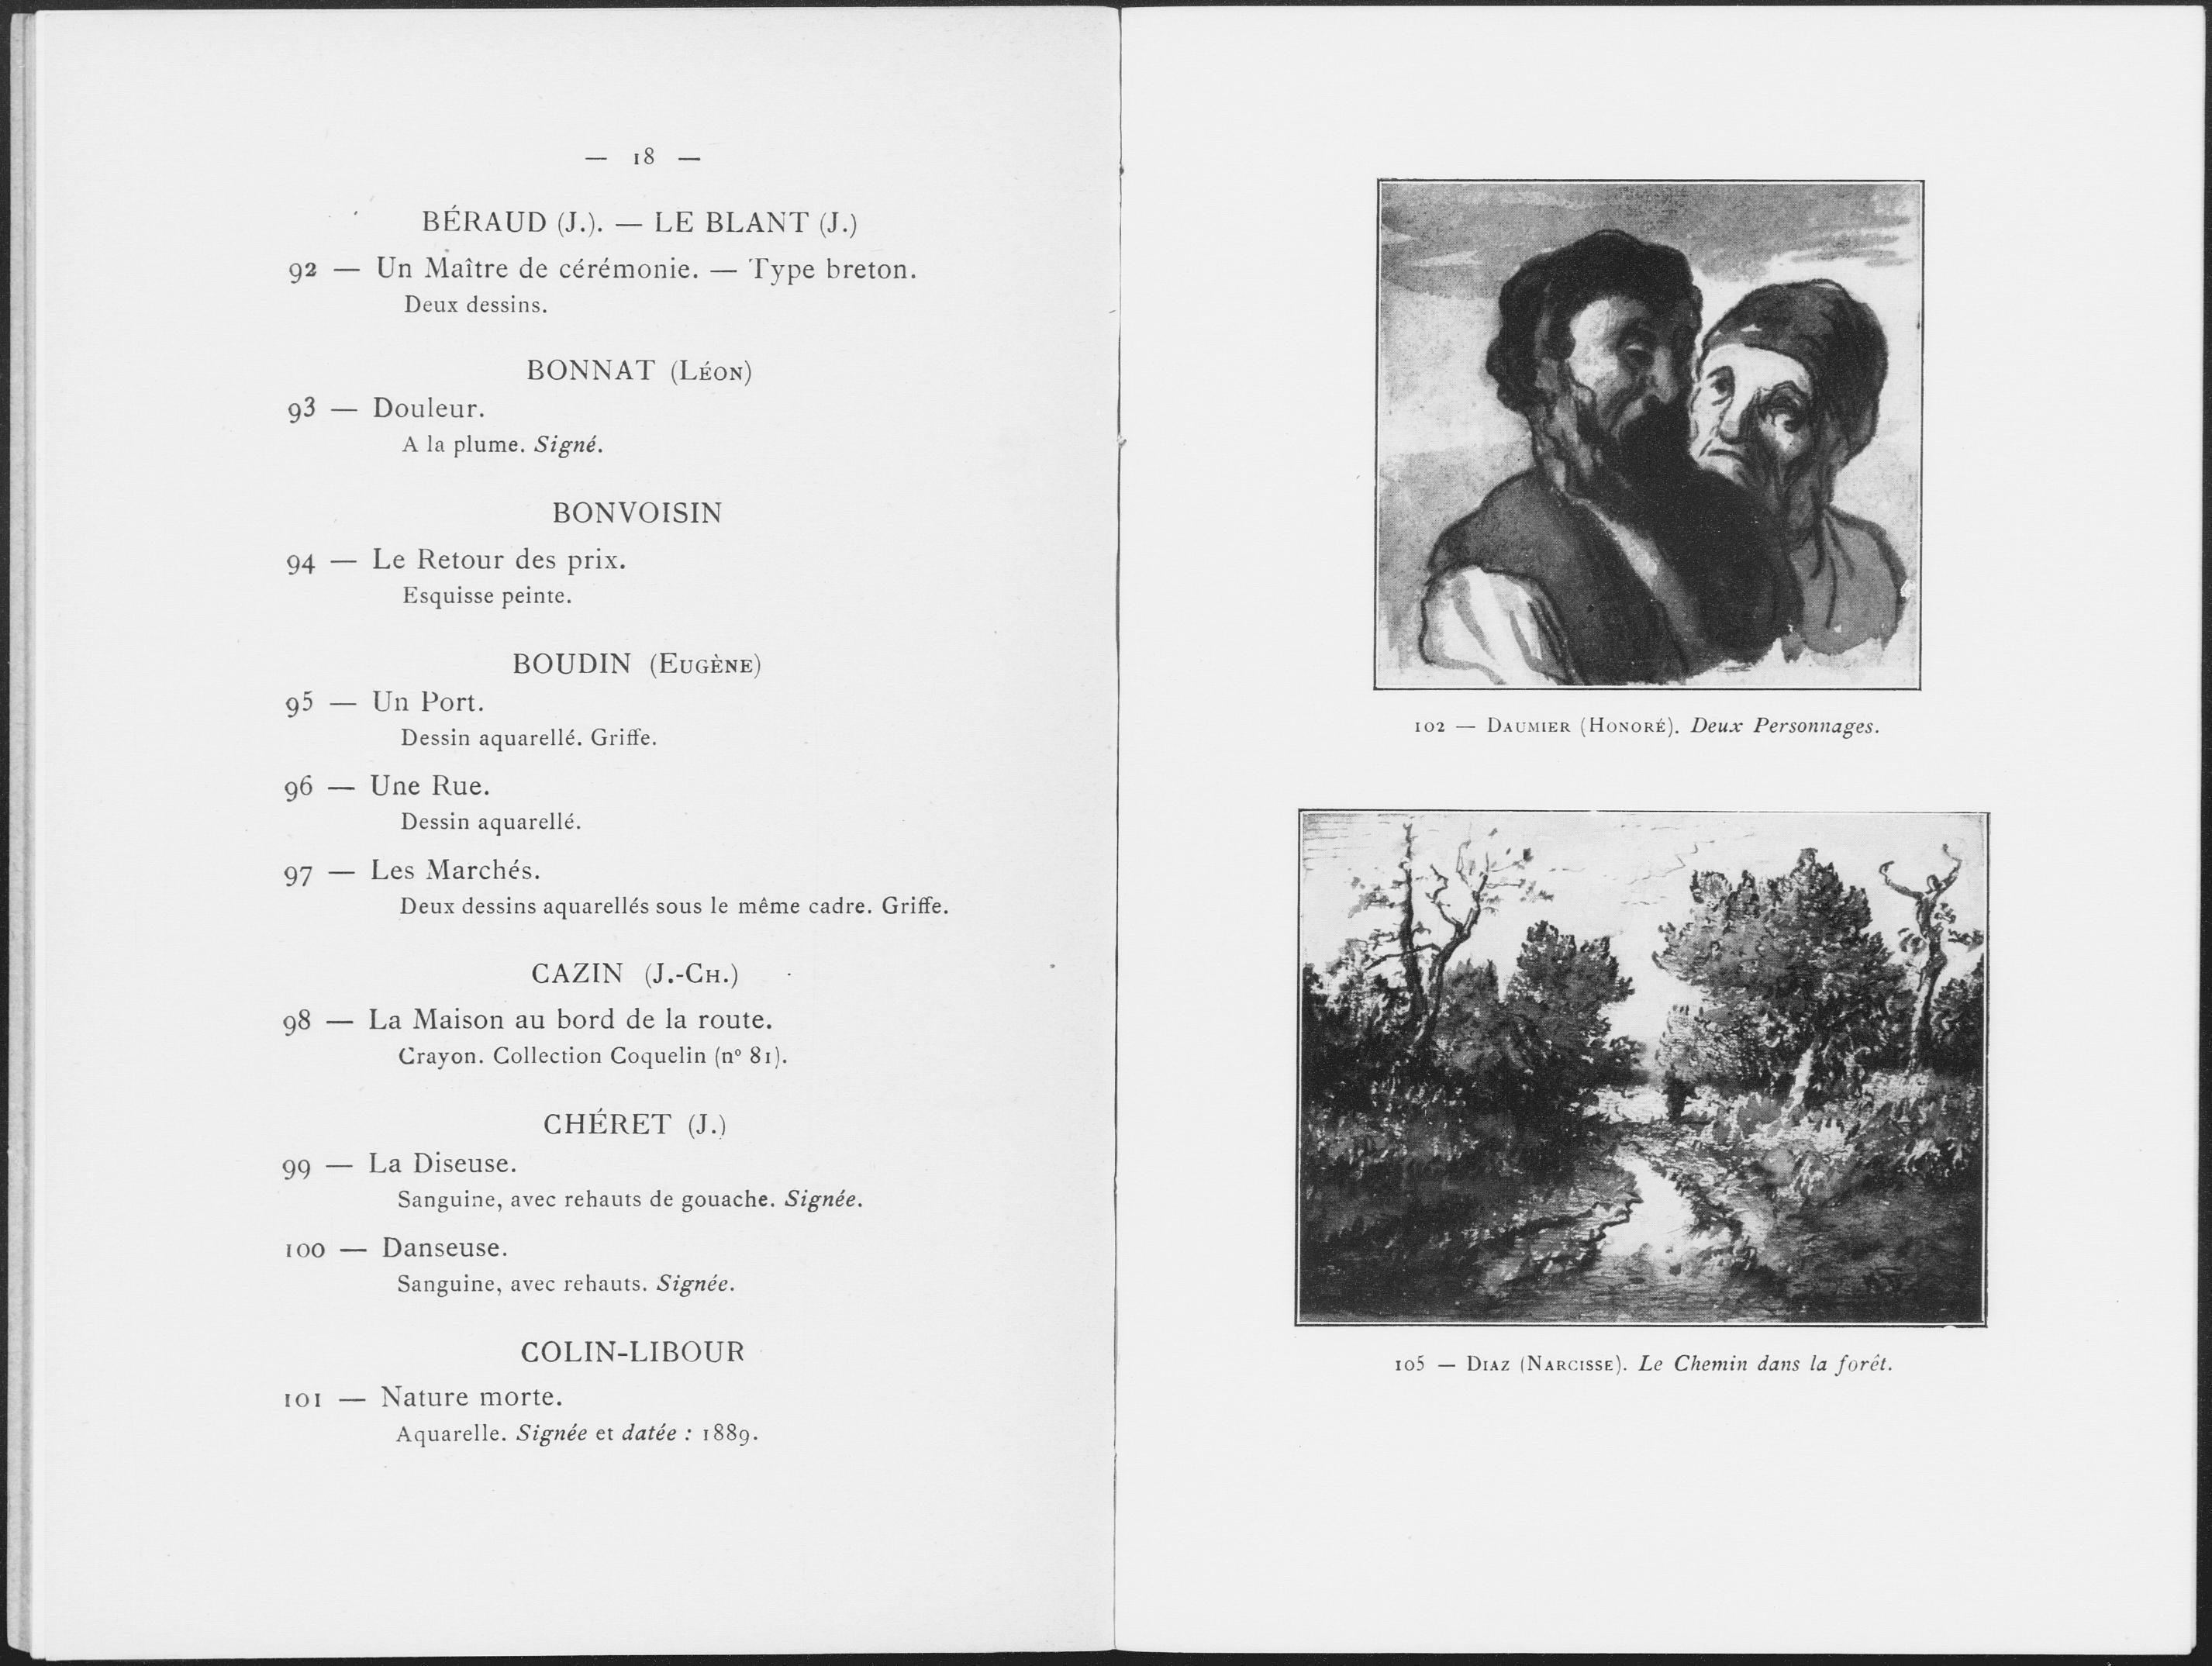 — 18 —
BÉRAUD (J.). — LE BLANT (J.)
92 — Un Maître de cérémonie. — Type breton.
Deux dessins.
BONNAT (Léon)
93 — Douleur.
A la plume. Signé.
BONVOISIN
94 — Le Retour des prix.
Esquisse peinte.
BOUDIN (Eugène)
95 — Un Port.
Dessin aquarellé. Griffe.
96 — Une Rue.
Dessin aquarellé.
97 — Les Marchés.
Deux dessins aquarellés sous le même cadre. Griffe.
CAZIN (J.-Ch.)
98 — La Maison au bord de la route.
Crayon. Collection Coquelin (nº 81).
CHÉRET (J.)
99 — La Diseuse.
Sanguine, avec rehauts de gouache. Signée.
100 — Danseuse.
Sanguine, avec rehauts. Signée.
COLIN-LIBOUR
101 — Nature morte.
Aquarelle. Signée et datée : 1889.
102 — Daumier (Honoré). Deux Personnages.
105 — Diaz (Narcisse). Le Chemin dans la forêt.